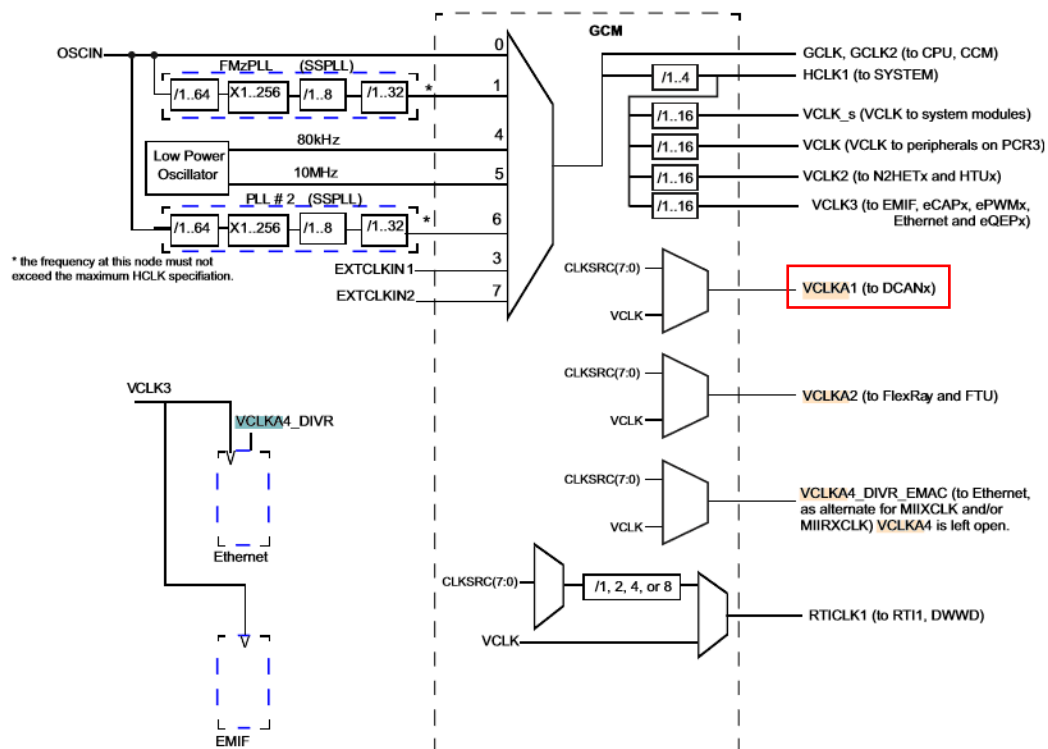 GCM
OSCIN
0
GCLK, GCLK2 (to CPU, CCM)
FMzPLL (SSPLL)
/1..64
X1..256
/1..8
/1..32
*
1
/1..4
HCLK1 (to SYSTEM)
/1..16
VCLK_s (VCLK to system modules)
Low Power
Oscillator
80kHz
4
/1..16
VCLK (VCLK to peripherals on PCR3)
10MHz
5
/1..16
VCLK2 (to N2HETx and HTUx)
PLL # 2 (SSPLL)
/1..64
X1..256
/1..8
/1..32
*
6
/1..16
VCLK3 (to EMIF, eCAPx, ePWMx,
Ethernet and eQEPx)
* the frequency at this node must not
exceed the maximum HCLK specifiation.
EXTCLKIN1
3
EXTCLKIN2
7
CLKSRC(7:0)
VCLK
VCLKA1 (to DCANx)
CLKSRC(7:0)
VCLK
VCLKA2 (to FlexRay and FTU)
VCLK3
VCLKA4_DIVR
Ethernet
EMIF
CLKSRC(7:0)
VCLK
VCLKA4_DIVR_EMAC (to Ethernet,
as alternate for MIIXCLK and/or
MIIRXCLK) VCLKA4 is left open.
CLKSRC(7:0)
/1, 2, 4, or 8
VCLK
RTICLK1 (to RTI1, DWWD)